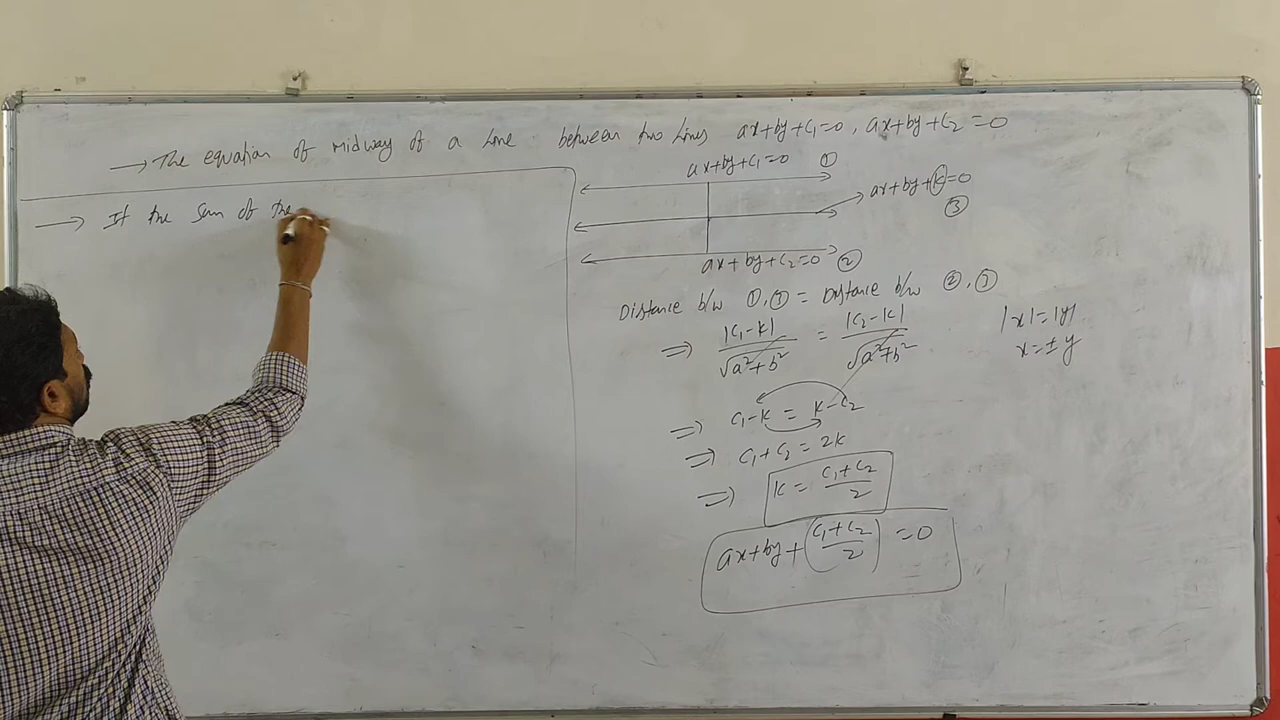 → The equation of midway of a line between two lines ax+by+c₁=0, ax+by+c₂=0
→ If the sum of the
ax+by+c₁=0 ①
ax+by+k=0
③
ax+by+c₂=0 ②
Distance b/w ①,③ = Distance b/w ②,③
⇒ |c₁-k| / √a²+b² = |c₂-k| / √a²+b²
|x|=|y|
x=±y
⇒ c₁-k = k-c₂
⇒ c₁+c₂ = 2k
⇒ k = (c₁+c₂)/2
ax+by+((c₁+c₂)/2) = 0